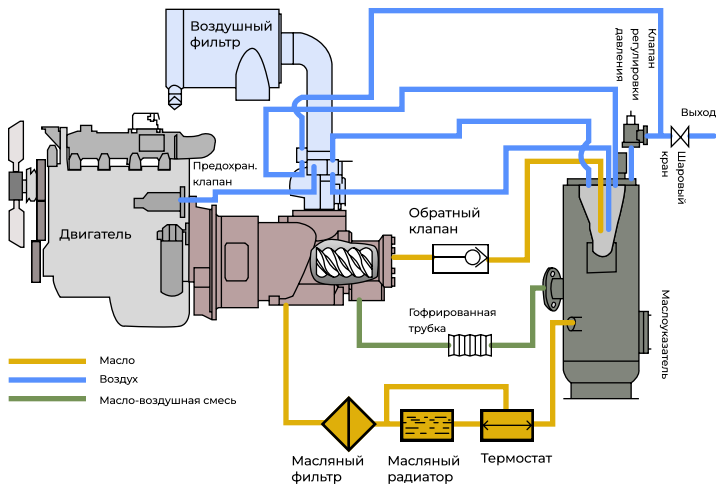 Воздушный
фильтр
Клапан
регулировки
давления
Выход
Шаровый
кран
Предохран.
клапан
Двигатель
Обратный
клапан
Гофрированная
трубка
Маслоуказатель
Масло
Воздух
Масло-воздушная смесь
Масляный
фильтр
Масляный
радиатор
Термостат